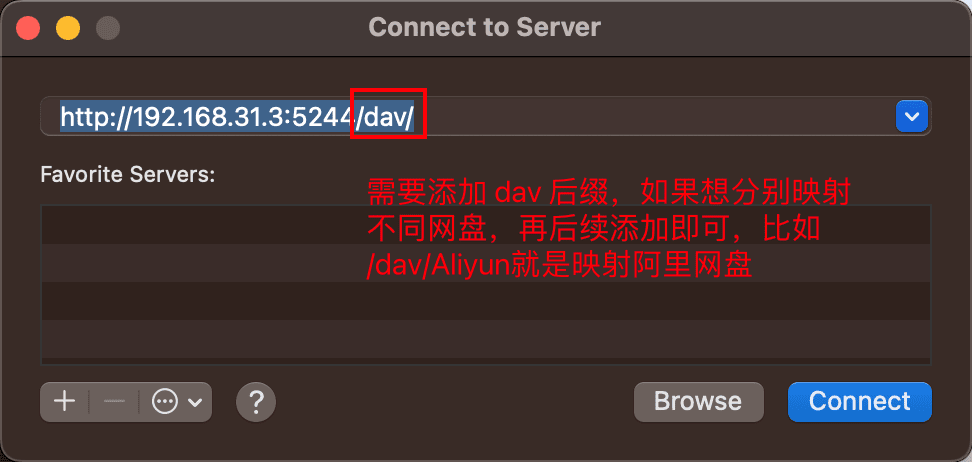 Connect to Server
http://192.168.31.3:5244/dav/
Favorite Servers:
需要添加 dav 后缀，如果想分别映射
不同网盘，再后续添加即可，比如
/dav/Aliyun就是映射阿里网盘
?
Browse
Connect